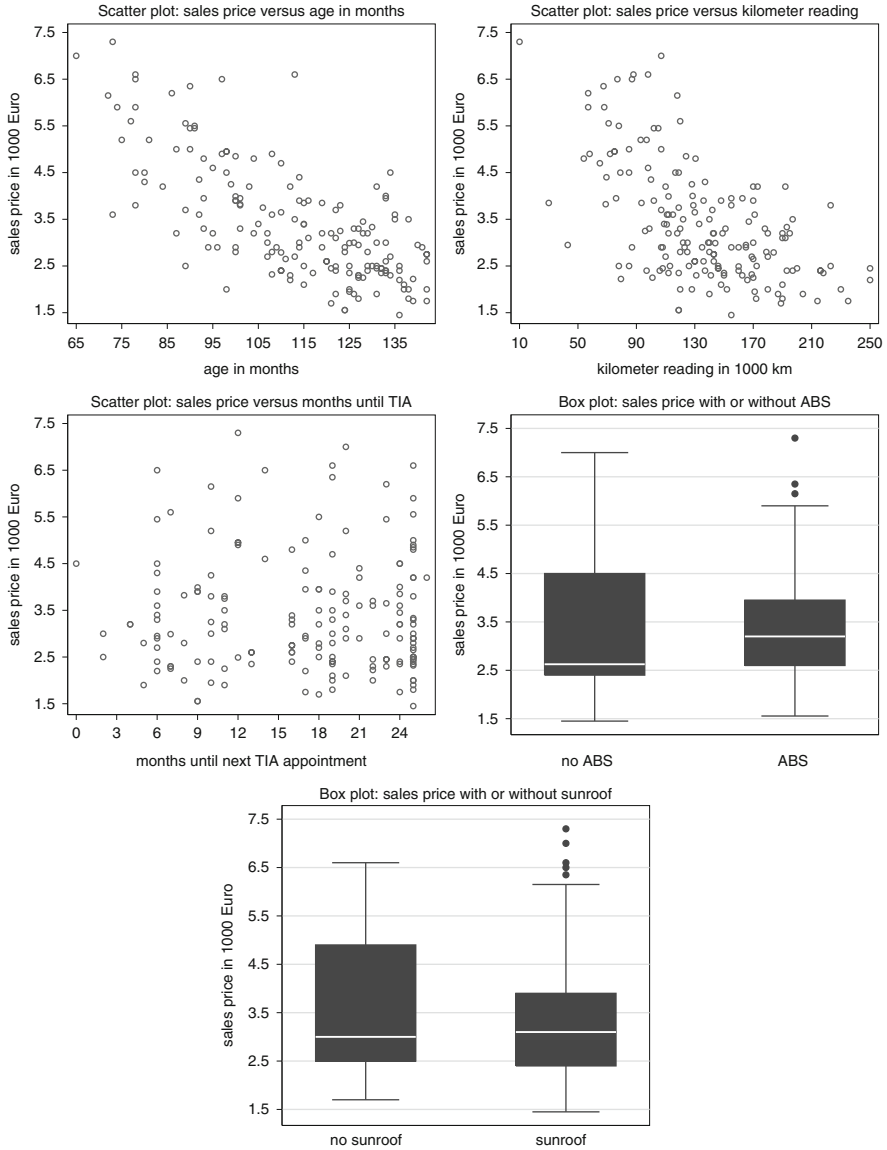 Scatter plot: sales price versus age in months
7.5
6.5
5.5
4.5
3.5
2.5
1.5
sales price in 1000 Euro
65 75 85 95 105 115 125 135
age in months
Scatter plot: sales price versus kilometer reading
7.5
6.5
5.5
4.5
3.5
2.5
1.5
sales price in 1000 Euro
10 50 90 130 170 210 250
kilometer reading in 1000 km
Scatter plot: sales price versus months until TIA
7.5
6.5
5.5
4.5
3.5
2.5
1.5
sales price in 1000 Euro
0 3 6 9 12 15 18 21 24
months until next TIA appointment
Box plot: sales price with or without ABS
7.5
6.5
5.5
4.5
3.5
2.5
1.5
sales price in 1000 Euro
no ABS ABS
Box plot: sales price with or without sunroof
7.5
6.5
5.5
4.5
3.5
2.5
1.5
sales price in 1000 Euro
no sunroof sunroof